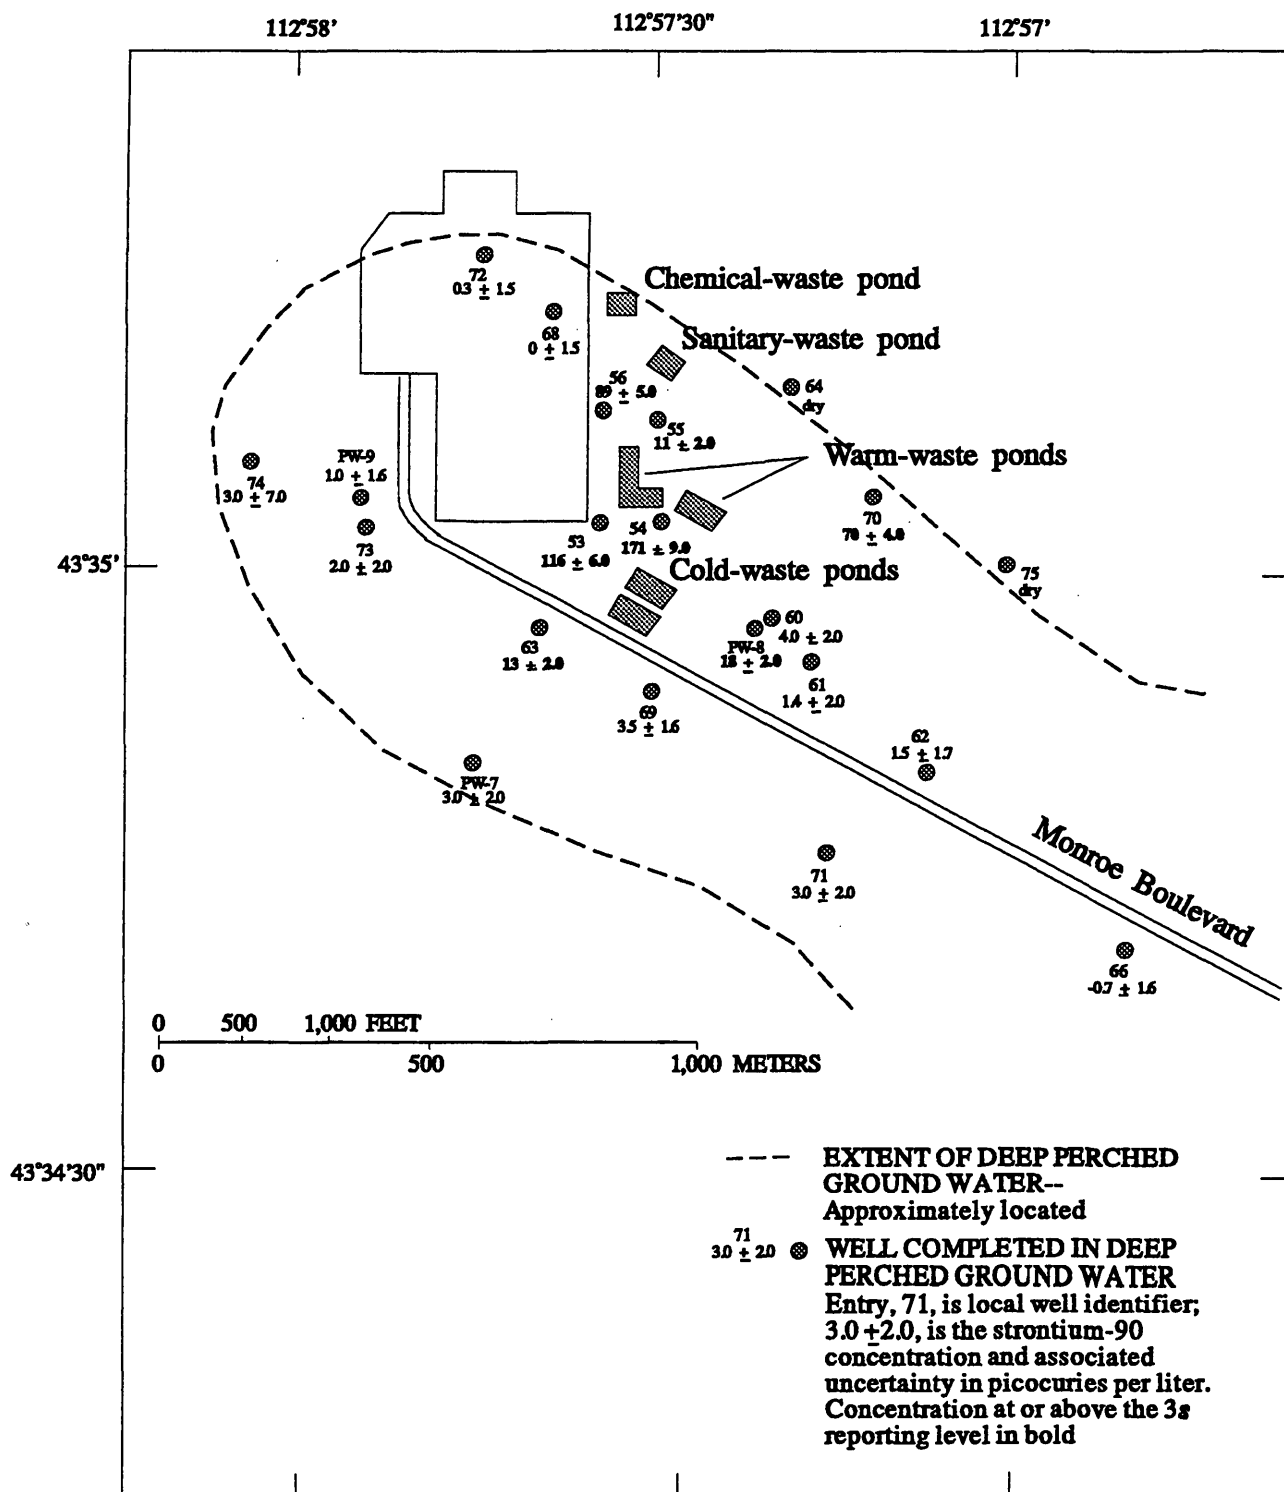 112°58' 112°57'30" 112°57'
Chemical-waste pond
72
0.3 ± 1.5
68
0 ± 1.5
Sanitary-waste pond
56
89 ± 5.0
64
dry
55
11 ± 2.0
Warm-waste ponds
PW-9
1.0 ± 1.6
74
3.0 ± 7.0
70
70 ± 4.0
73
2.0 ± 2.0
53
116 ± 6.0
54
171 ± 9.0
43°35'
Cold-waste ponds
75
dry
60
4.0 ± 2.0
63
13 ± 2.0
PW-8
18 ± 2.0
61
1.4 ± 2.0
69
3.5 ± 1.6
62
1.5 ± 1.7
PW-7
3.0 ± 2.0
Monroe Boulevard
71
3.0 ± 2.0
66
-0.7 ± 1.6
0 500 1,000 FEET
0 500 1,000 METERS
43°34'30"
EXTENT OF DEEP PERCHED
GROUND WATER--
Approximately located
71
3.0 ± 2.0
WELL COMPLETED IN DEEP
PERCHED GROUND WATER
Entry, 71, is local well identifier;
3.0 ±2.0, is the strontium-90
concentration and associated
uncertainty in picocuries per liter.
Concentration at or above the 3s
reporting level in bold